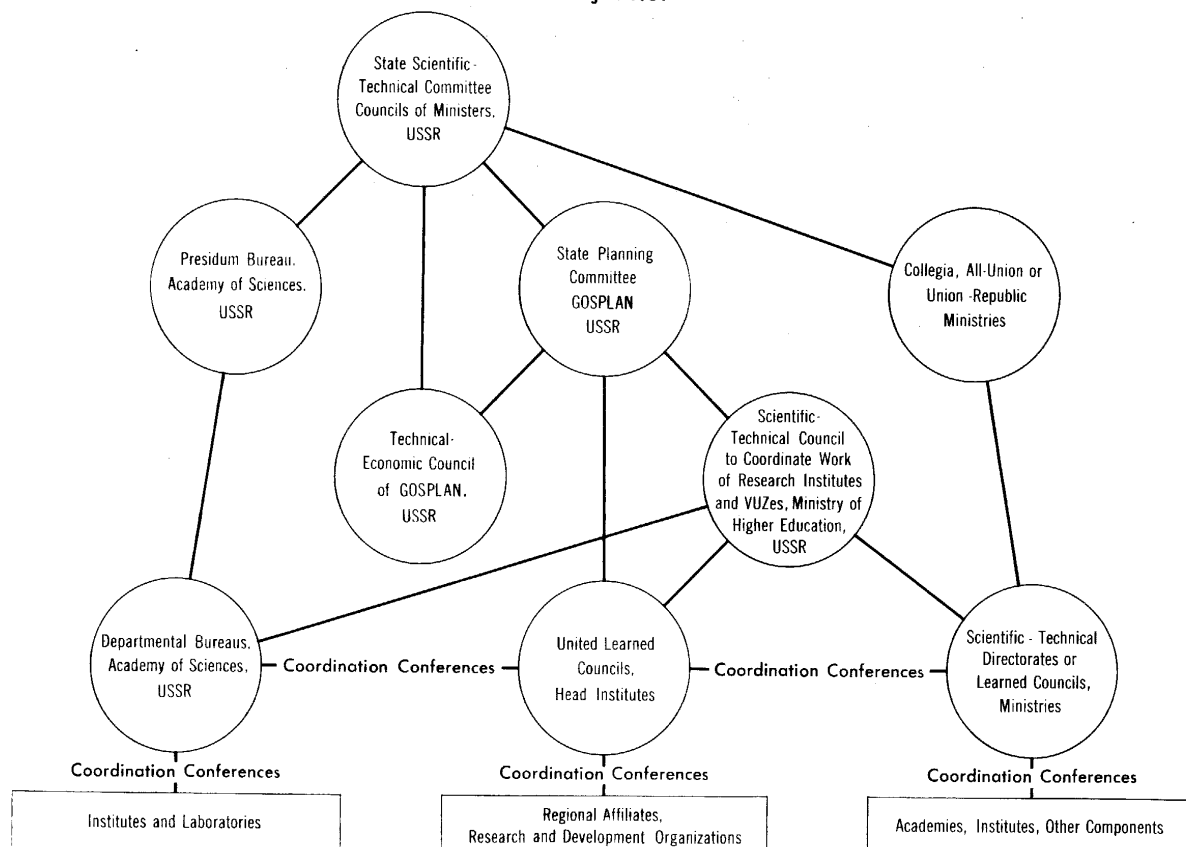 State Scientific-
Technical Committee
Councils of Ministers,
USSR
Presidum Bureau,
Academy of Sciences,
USSR
State Planning
Committee
GOSPLAN
USSR
Collegia, All-Union or
Union -Republic
Ministries
Technical-
Economic Council
of GOSPLAN,
USSR
Scientific-
Technical Council
to Coordinate Work
of Research Institutes
and VUZes, Ministry of
Higher Education,
USSR
Departmental Bureaus,
Academy of Sciences,
USSR
Coordination Conferences
United Learned
Councils,
Head Institutes
Coordination Conferences
Scientific - Technical
Directorates or
Learned Councils,
Ministries
Coordination Conferences
Coordination Conferences
Coordination Conferences
Institutes and Laboratories
Regional Affiliates,
Research and Development Organizations
Academies, Institutes, Other Components